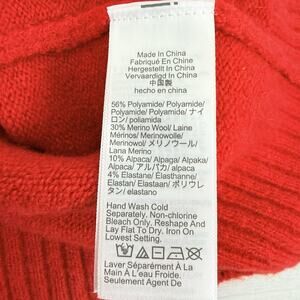 Made In China
Fabriqué En Chine
Hergestellt In China
Vervaardigd In China
中国製
hecho en china
56% Polyamide/ Polyamide/
Polyamid/ Polyamide/ ナイ
ロン/ poliamida
30% Merino Wool/ Laine
Mérinos/ Merinowolle/
Merinowol/ メリノウール/
Lana Merino
10% Alpaca/ Alpaga/ Alpaka/
Alpaca/ アルパカ/ alpaca
4% Elastane/ Élasthanne/
Elastan/ Elastaan/ ポリウレ
タン/ elastano
Hand Wash Cold
Separately. Non-chlorine
Bleach Only. Reshape And
Lay Flat To Dry. Iron On
Lowest Setting.
Laver Séparément À La
Main À L'eau Froide.
Seulement Agent De